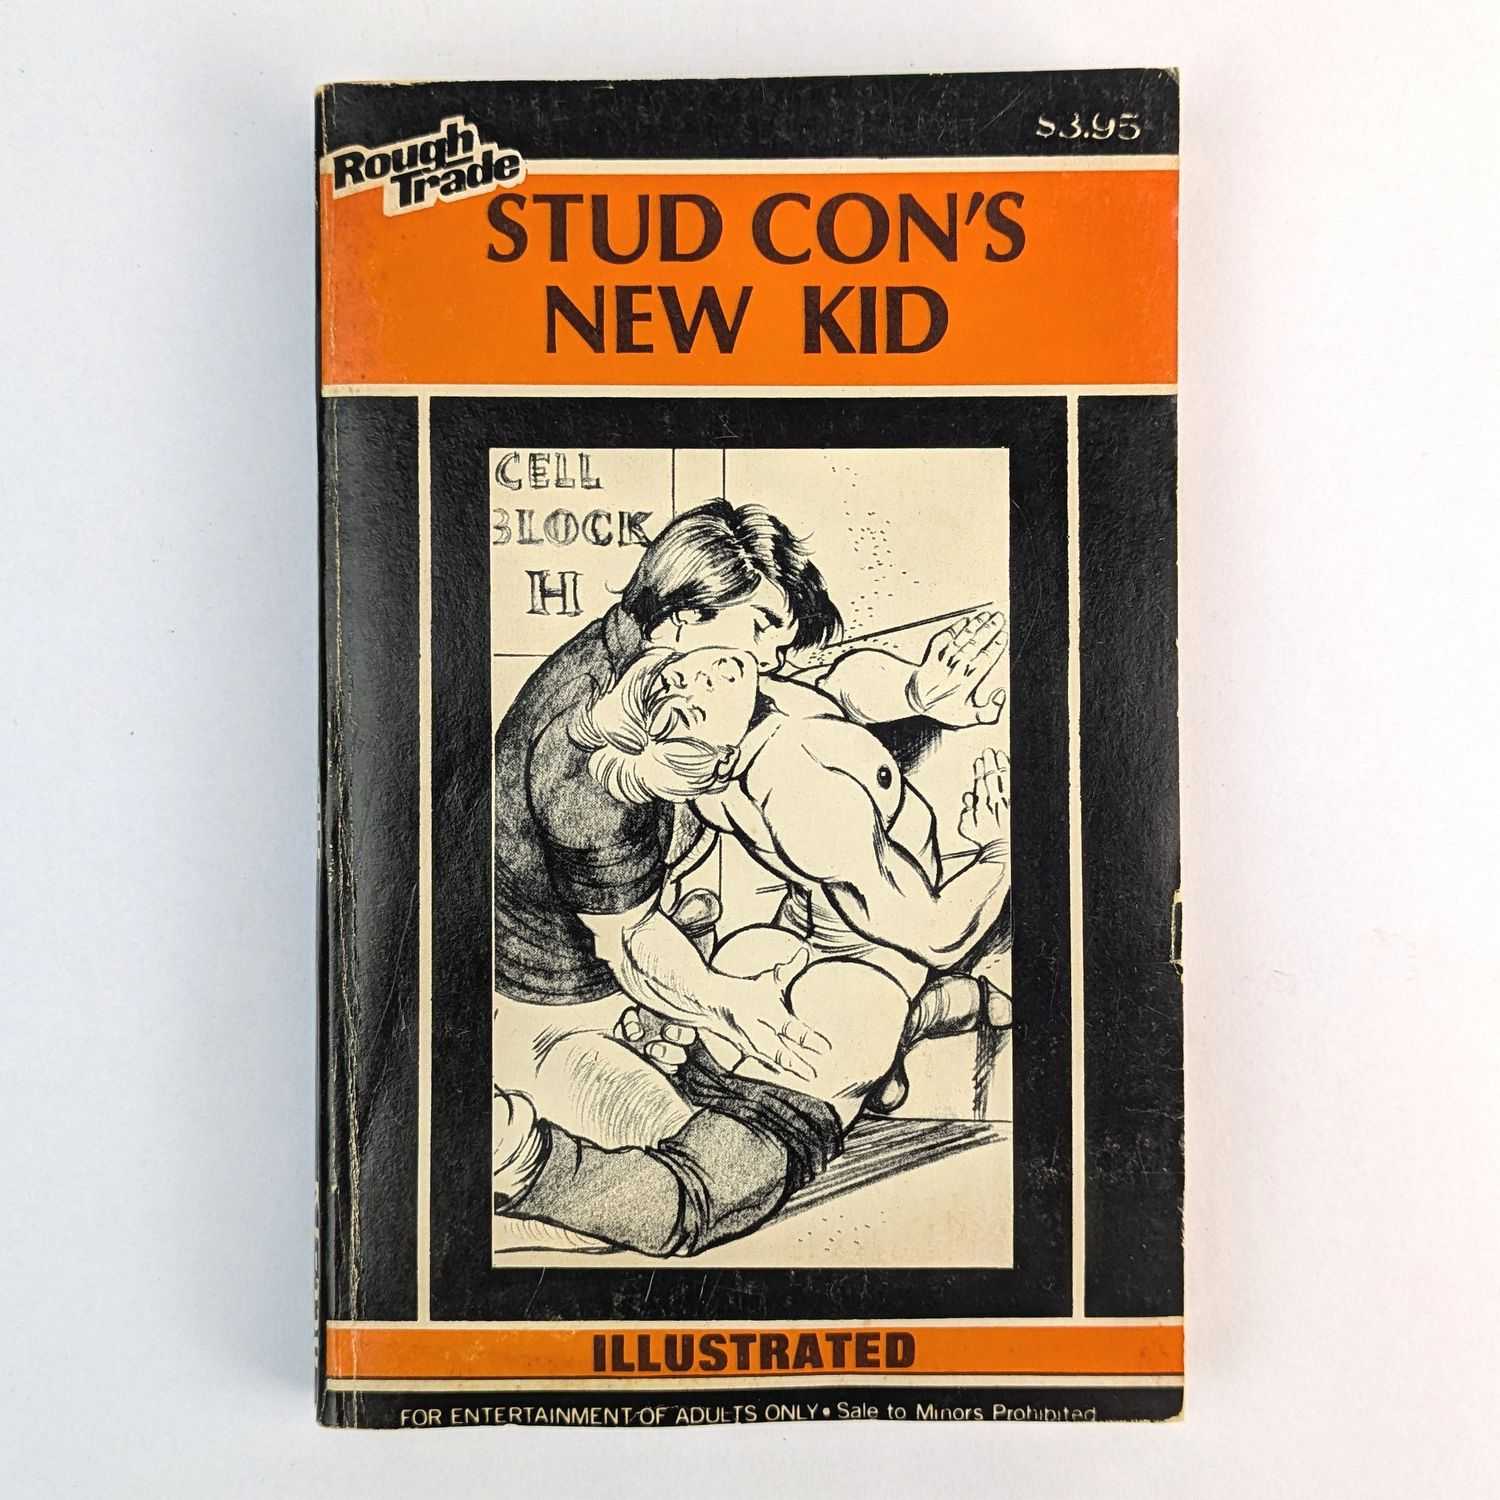 $3.95
Rough
Trade
STUD CON'S
NEW KID
CELL
BLOCK
H
ILLUSTRATED
FOR ENTERTAINMENT OF ADULTS ONLY • Sale to Minors Prohibited